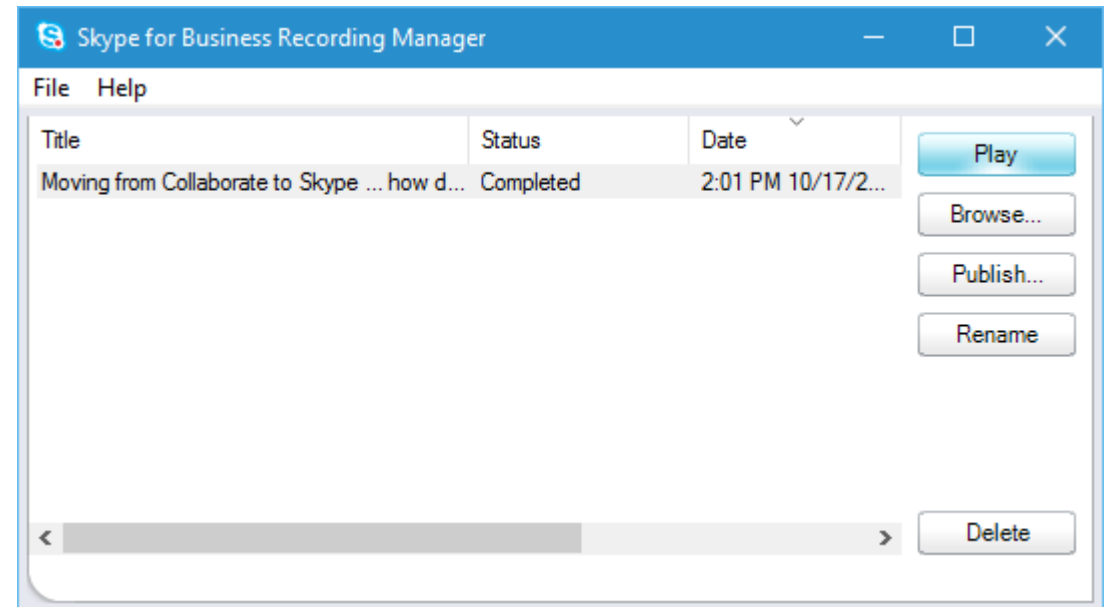 Skype for Business Recording Manager
File Help
Title Status Date
Play
Moving from Collaborate to Skype ... how d... Completed 2:01 PM 10/17/2...
Browse...
Publish...
Rename
Delete